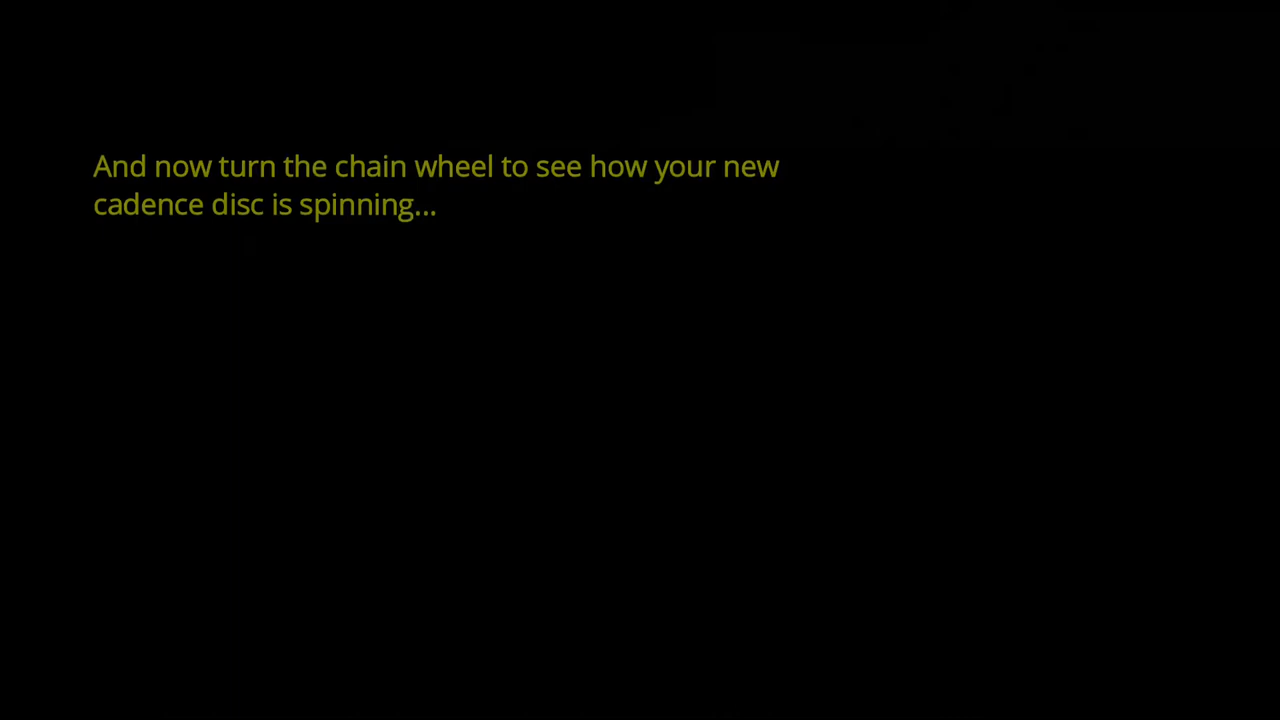 And now turn the chain wheel to see how your new
cadence disc is spinning...